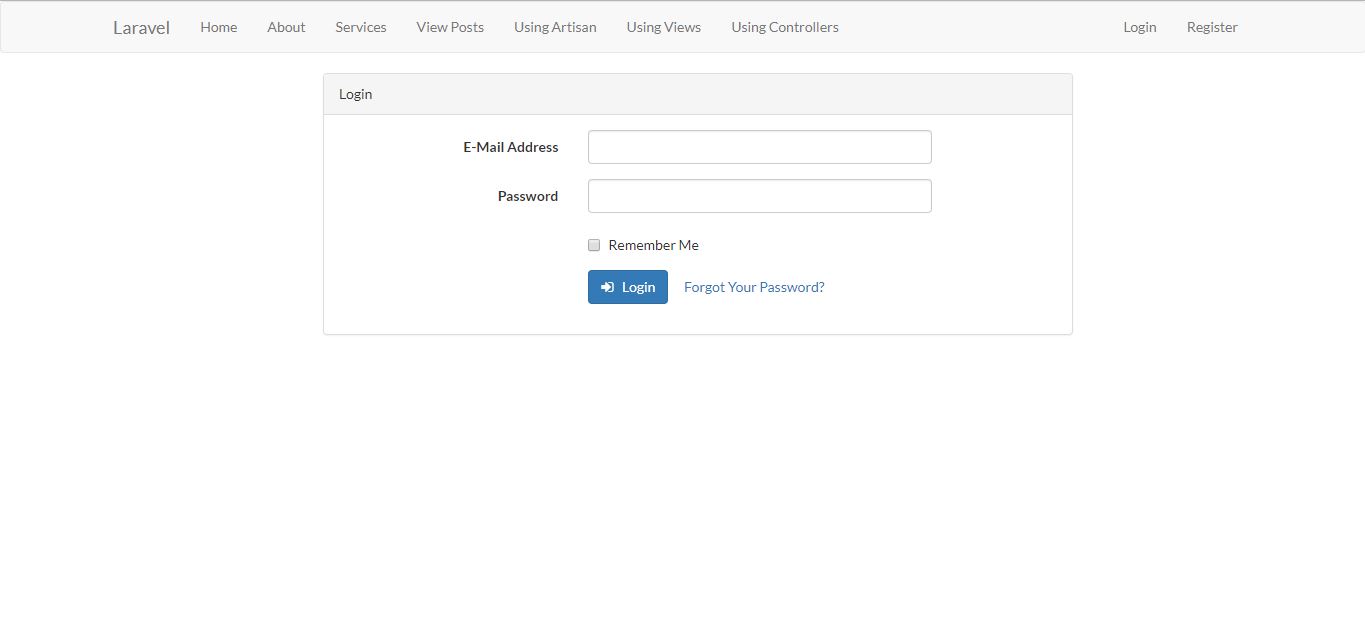 Laravel Home About Services View Posts Using Artisan Using Views Using Controllers Login Register
Login
E-Mail Address
Password
Remember Me
Login Forgot Your Password?